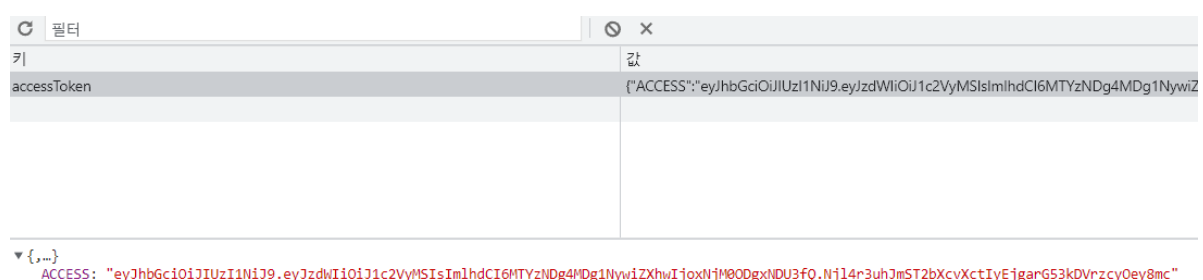 필터
키 값
accessToken {"ACCESS":"eyJhbGciOiJIUzI1NiJ9.eyJzdWIiOiJ1c2VyMSIsImlhdCI6MTYzNDg4MDg1NywiZ
▼{,…}
ACCESS: "eyJhbGciOiJIUzI1NiJ9.eyJzdWIiOiJ1c2VyMSIsImlhdCI6MTYzNDg4MDg1NywiZXhwIjoxNjM0ODgxNDU3fQ.Njl4r3uhJmST2bXcvXctIyEjgarG53kDVrzcyOey8mc"